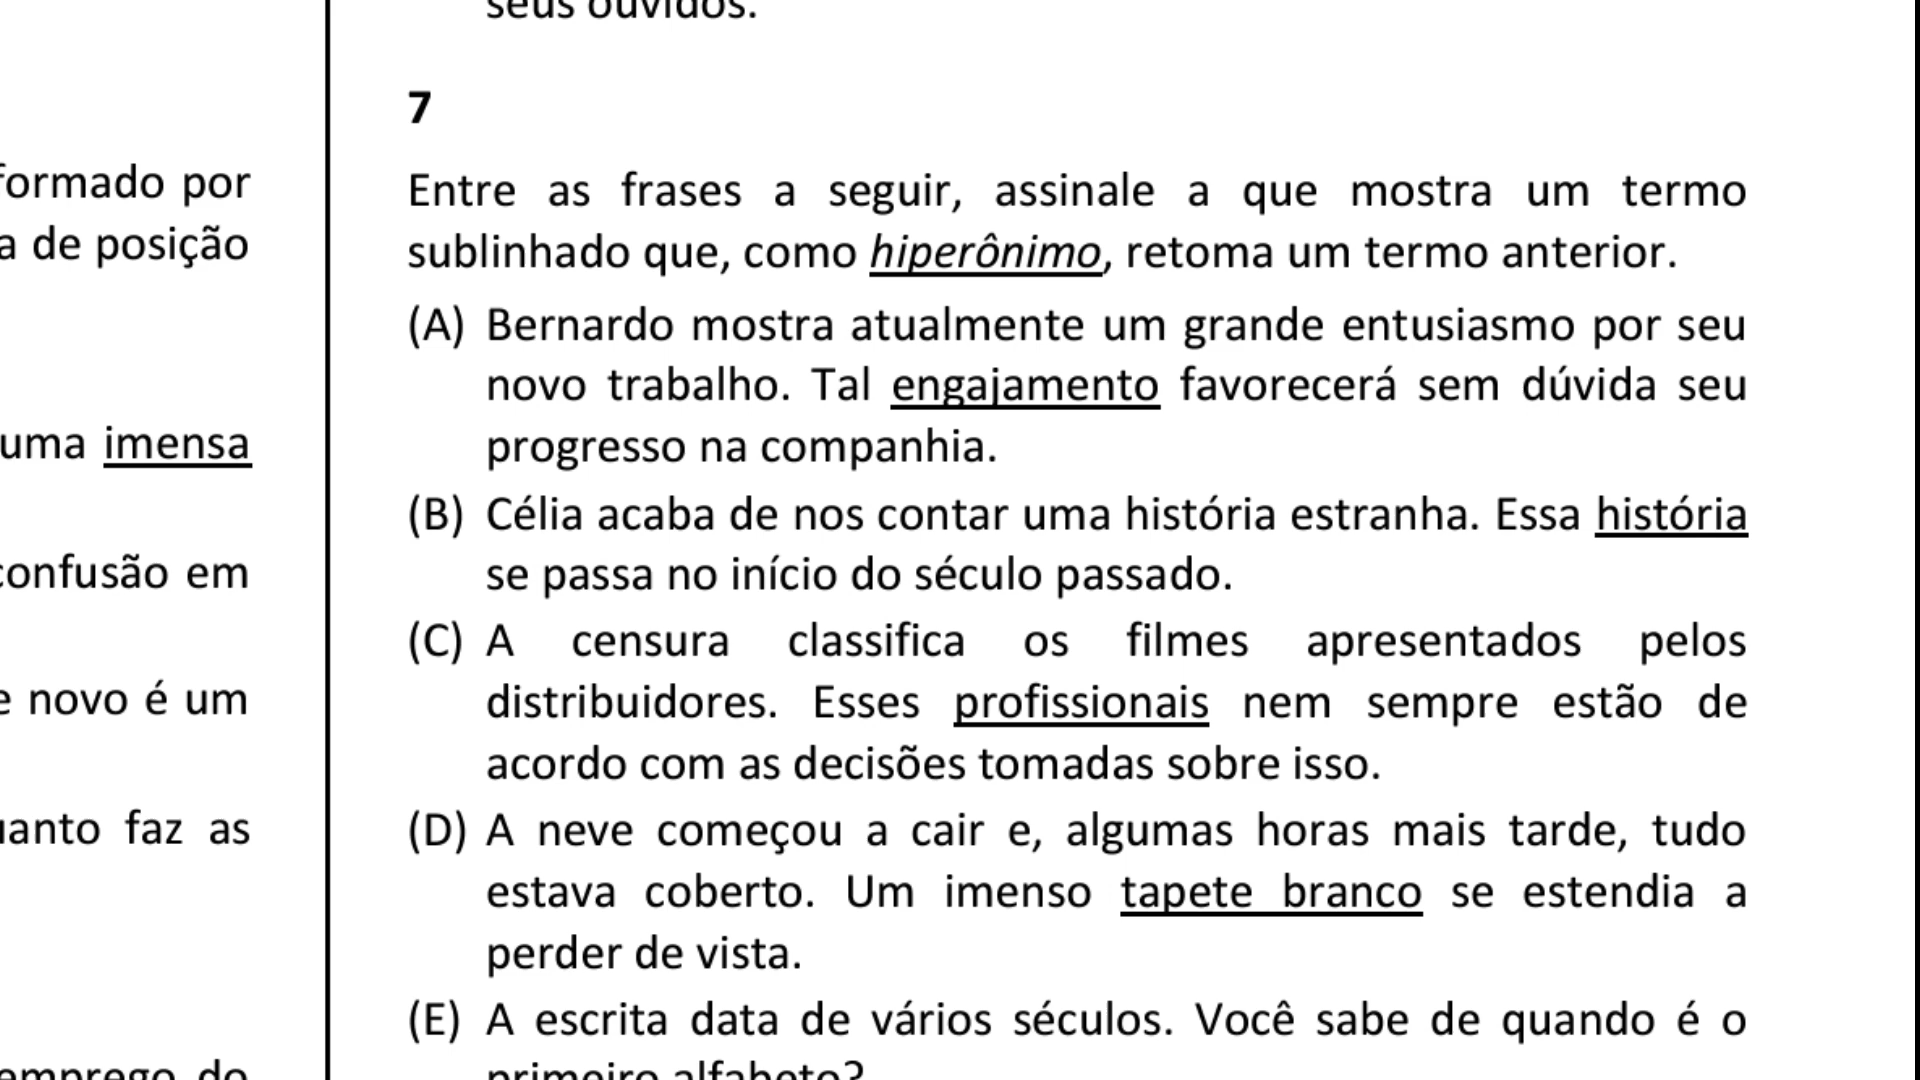 formado por
a de posição
uma imensa
confusão em
e novo é um
uanto faz as
emprego do
seus ouvidos.
7
Entre as frases a seguir, assinale a que mostra um termo
sublinhado que, como hiperônimo, retoma um termo anterior.
(A) Bernardo mostra atualmente um grande entusiasmo por seu
novo trabalho. Tal engajamento favorecerá sem dúvida seu
progresso na companhia.
(B) Célia acaba de nos contar uma história estranha. Essa história
se passa no início do século passado.
(C) A censura classifica os filmes apresentados pelos
distribuidores. Esses profissionais nem sempre estão de
acordo com as decisões tomadas sobre isso.
(D) A neve começou a cair e, algumas horas mais tarde, tudo
estava coberto. Um imenso tapete branco se estendia a
perder de vista.
(E) A escrita data de vários séculos. Você sabe de quando é o
primeiro alfabeto?